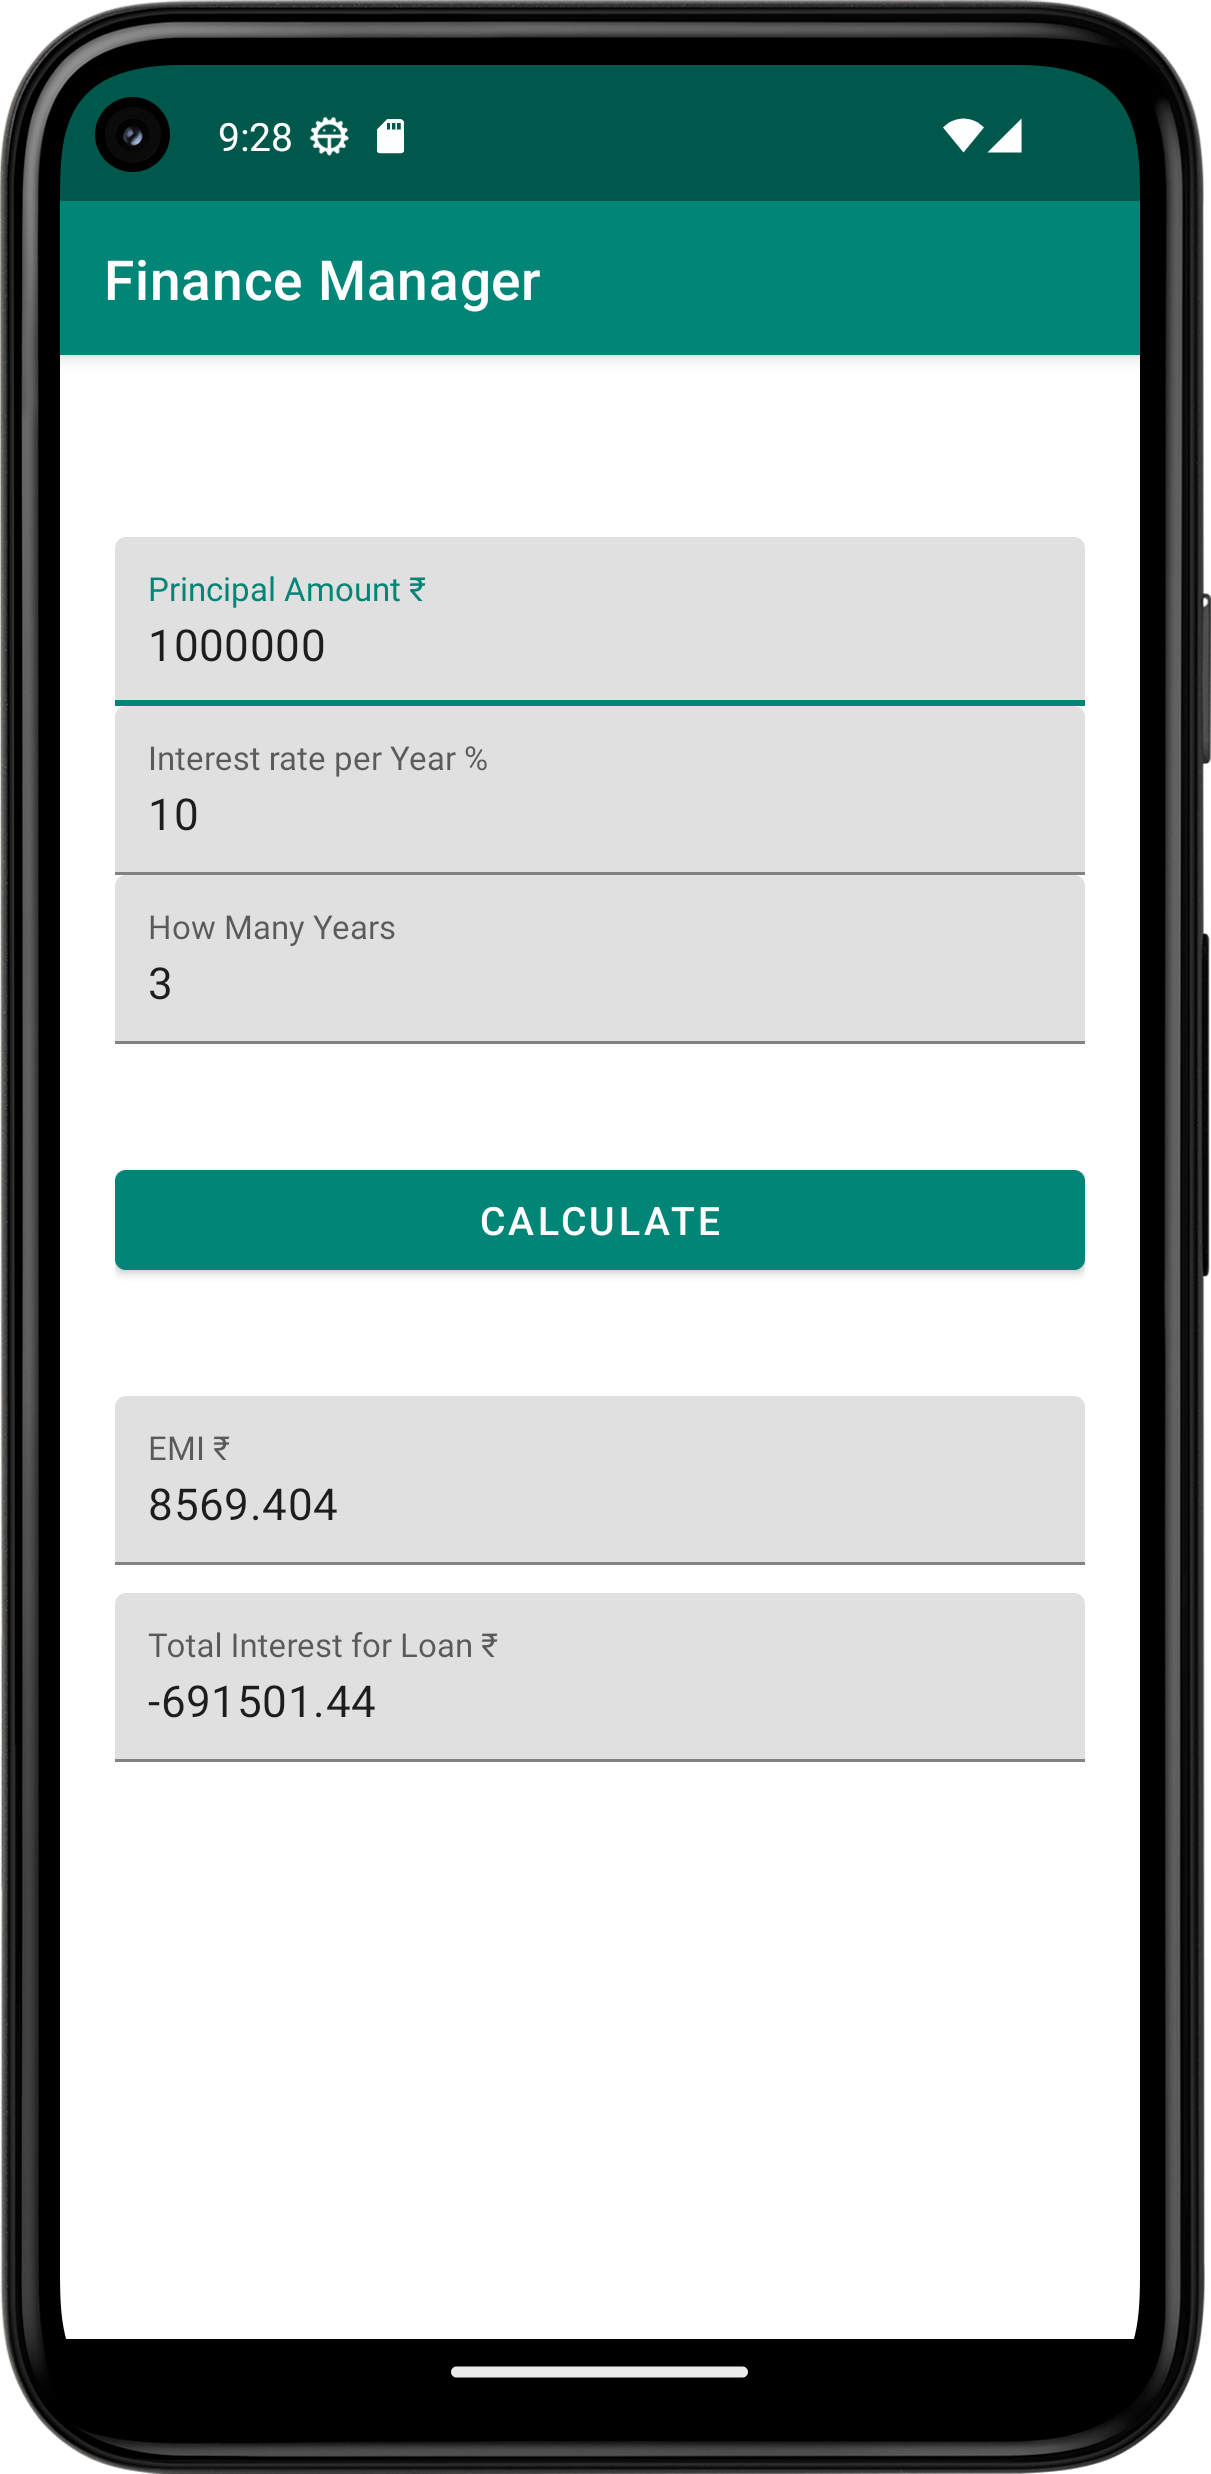 9:28
Finance Manager
Principal Amount ₹
1000000
Interest rate per Year %
10
How Many Years
3
CALCULATE
EMI ₹
8569.404
Total Interest for Loan ₹
-691501.44